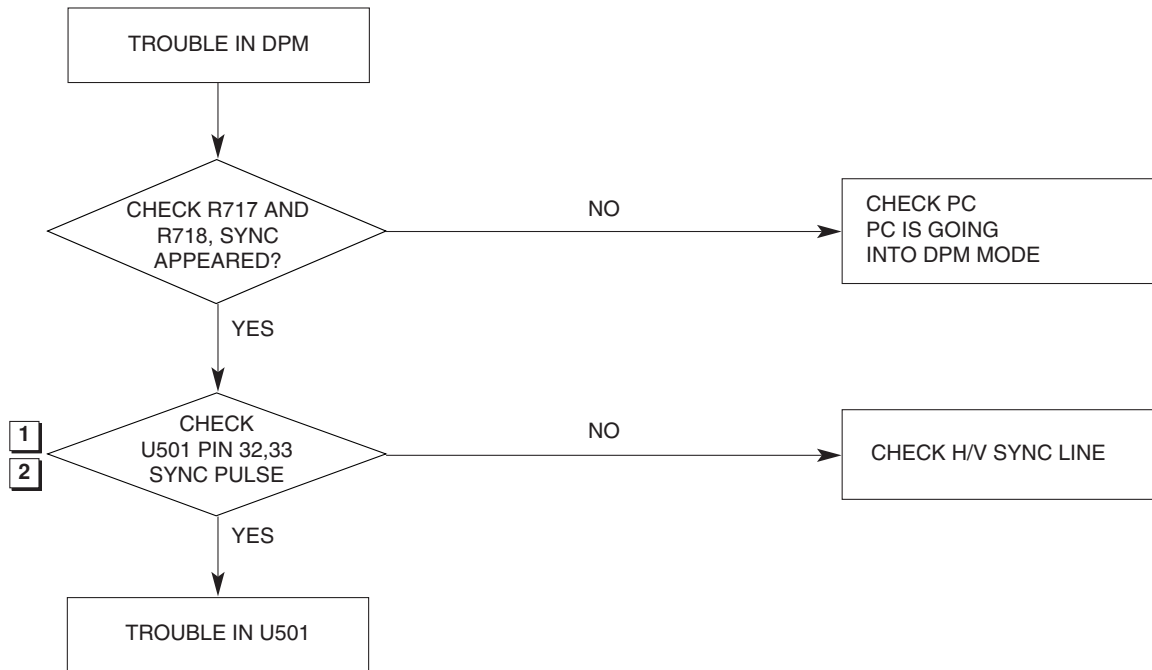 TROUBLE IN DPM
CHECK R717 AND
R718, SYNC
APPEARED?
NO
CHECK PC
PC IS GOING
INTO DPM MODE
YES
1
2
CHECK
U501 PIN 32,33
SYNC PULSE
NO
CHECK H/V SYNC LINE
YES
TROUBLE IN U501